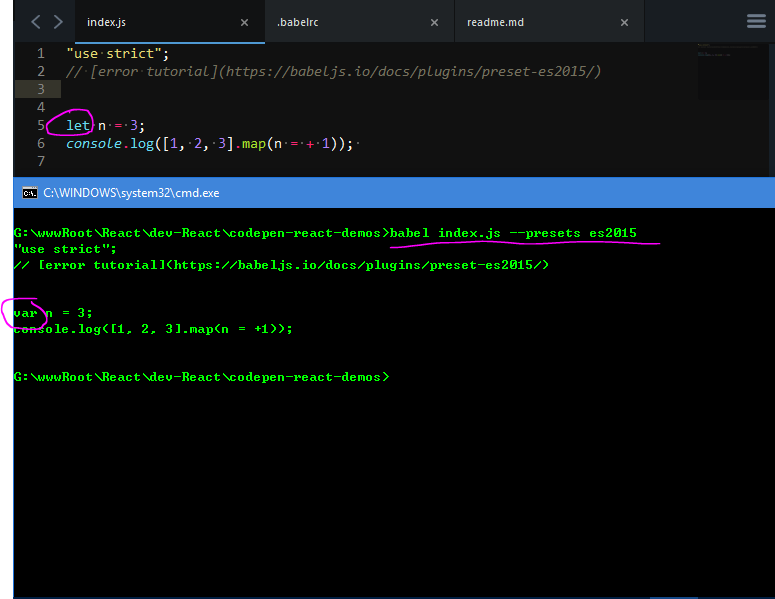 index.js × .babelrc × readme.md ×
1 "use strict";
2 // [error tutorial](https://babeljs.io/docs/plugins/preset-es2015/)
3
4
5 let n = 3;
6 console.log([1, 2, 3].map(n = + 1));
7
C:\WINDOWS\system32\cmd.exe
G:\wwwRoot\React\dev-React\codepen-react-demos>babel index.js --presets es2015
"use strict";
// [error tutorial](https://babeljs.io/docs/plugins/preset-es2015/)
var n = 3;
console.log([1, 2, 3].map(n = +1));
G:\wwwRoot\React\dev-React\codepen-react-demos>